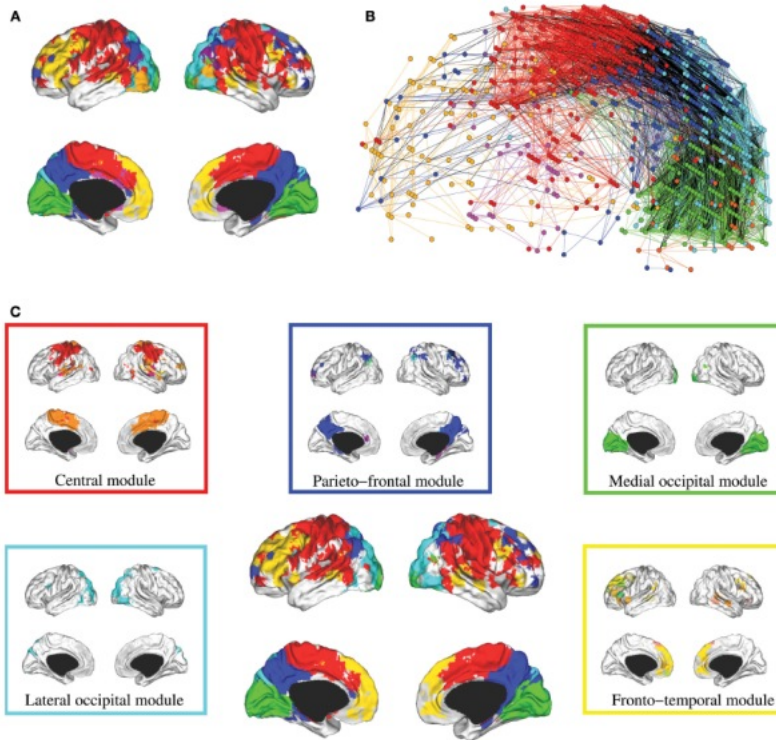 A
B
C
Central module
Parieto-frontal module
Medial occipital module
Lateral occipital module
Fronto-temporal module